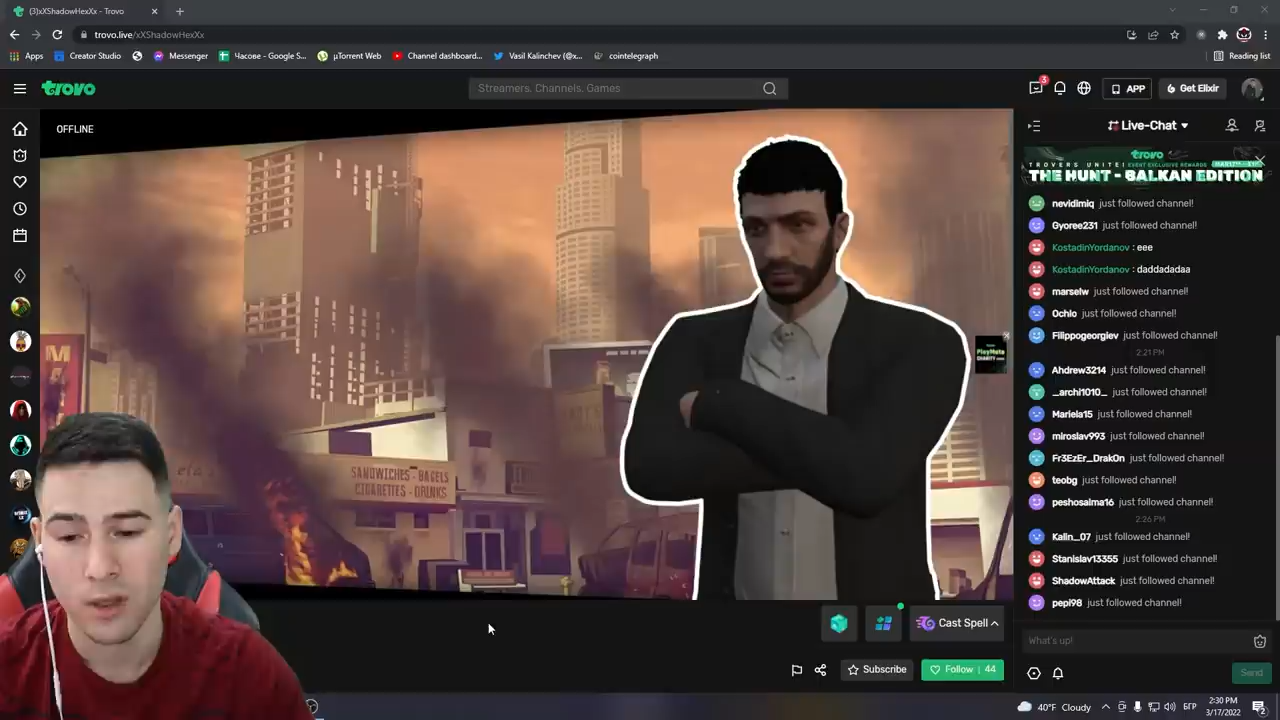 (3)xXShadowHexXx - Trovo
trovo.live/xXShadowHexXx
Apps
Creator Studio
Messenger
Часове - Google S...
µTorrent Web
Channel dashboard...
Vasil Kalinchev (@x...
cointelegraph
Reading list
trovo
Streamers, Channels, Games
3
APP
Get Elixir
OFFLINE
Live-Chat
trovo
TROVERS UNITE!
EVENT EXCLUSIVE REWARDS
THE HUNT - BALKAN EDITION
nevidimiq just followed channel!
Gyoree231 just followed channel!
KostadinYordanov : eee
KostadinYordanov : daddadadaa
marselw just followed channel!
Ochlo just followed channel!
Filippogeorgiev just followed channel!
2:21 PM
Ahdrew3214 just followed channel!
_archi1010_ just followed channel!
Mariela15 just followed channel!
miroslav993 just followed channel!
Fr3EzEr_Drak0n just followed channel!
teobg just followed channel!
peshosalma16 just followed channel!
2:26 PM
Kalin_07 just followed channel!
Stanislav13355 just followed channel!
ShadowAttack just followed channel!
pepi98 just followed channel!
SANDWICHES - BAGELS
CIGARETTES - DRINKS
Cast Spell
What's up!
Subscribe
Follow | 44
Send
40°F Cloudy
БГР
2:30 PM
3/17/2022
2